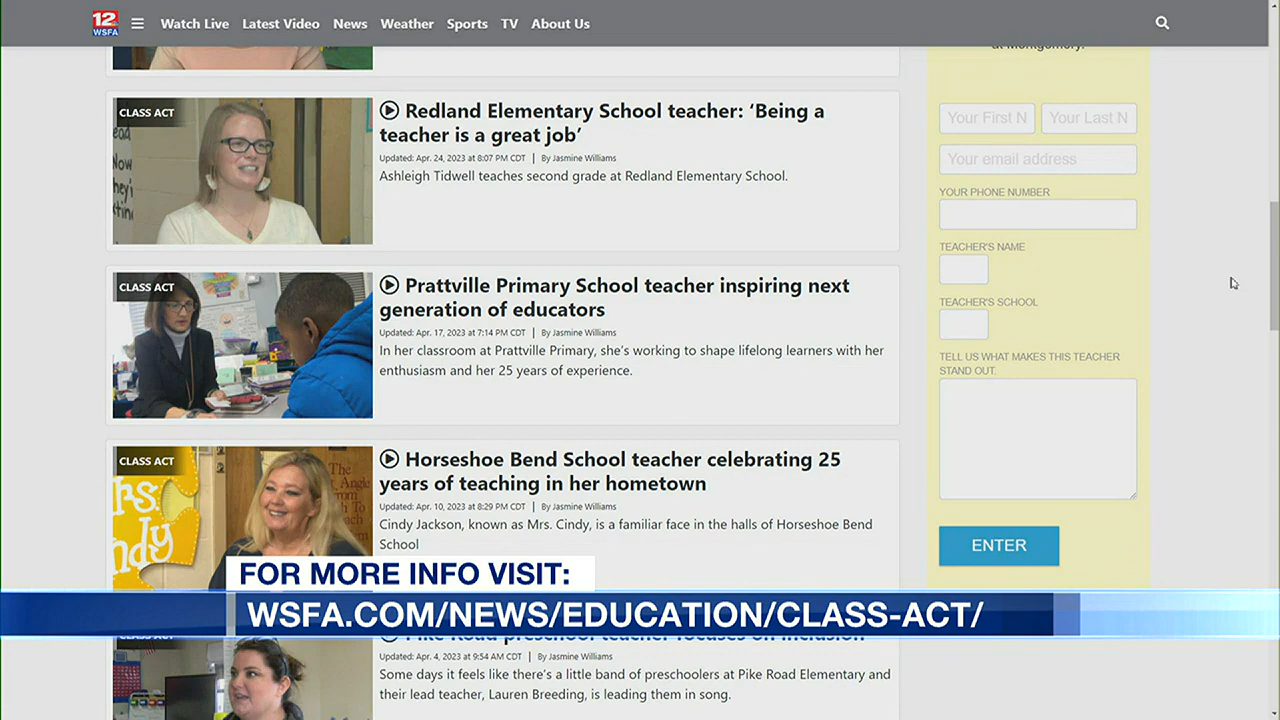 12
WSFA
Watch Live Latest Video News Weather Sports TV About Us
at Montgomery.
CLASS ACT
Redland Elementary School teacher: ‘Being a
teacher is a great job’
Updated: Apr. 24, 2023 at 8:07 PM CDT | By Jasmine Williams
Ashleigh Tidwell teaches second grade at Redland Elementary School.
CLASS ACT
Prattville Primary School teacher inspiring next
generation of educators
Updated: Apr. 17, 2023 at 7:14 PM CDT | By Jasmine Williams
In her classroom at Prattville Primary, she’s working to shape lifelong learners with her
enthusiasm and her 25 years of experience.
CLASS ACT
Horseshoe Bend School teacher celebrating 25
years of teaching in her hometown
Updated: Apr. 10, 2023 at 8:29 PM CDT | By Jasmine Williams
Cindy Jackson, known as Mrs. Cindy, is a familiar face in the halls of Horseshoe Bend
School
CLASS ACT
Pike Road preschool teacher focuses on inclusion
Updated: Apr. 4, 2023 at 9:54 AM CDT | By Jasmine Williams
Some days it feels like there’s a little band of preschoolers at Pike Road Elementary and
their lead teacher, Lauren Breeding, is leading them in song.
Your First N Your Last N
Your email address
YOUR PHONE NUMBER
TEACHER'S NAME
TEACHER'S SCHOOL
TELL US WHAT MAKES THIS TEACHER
STAND OUT.
ENTER
FOR MORE INFO VISIT:
WSFA.COM/NEWS/EDUCATION/CLASS-ACT/